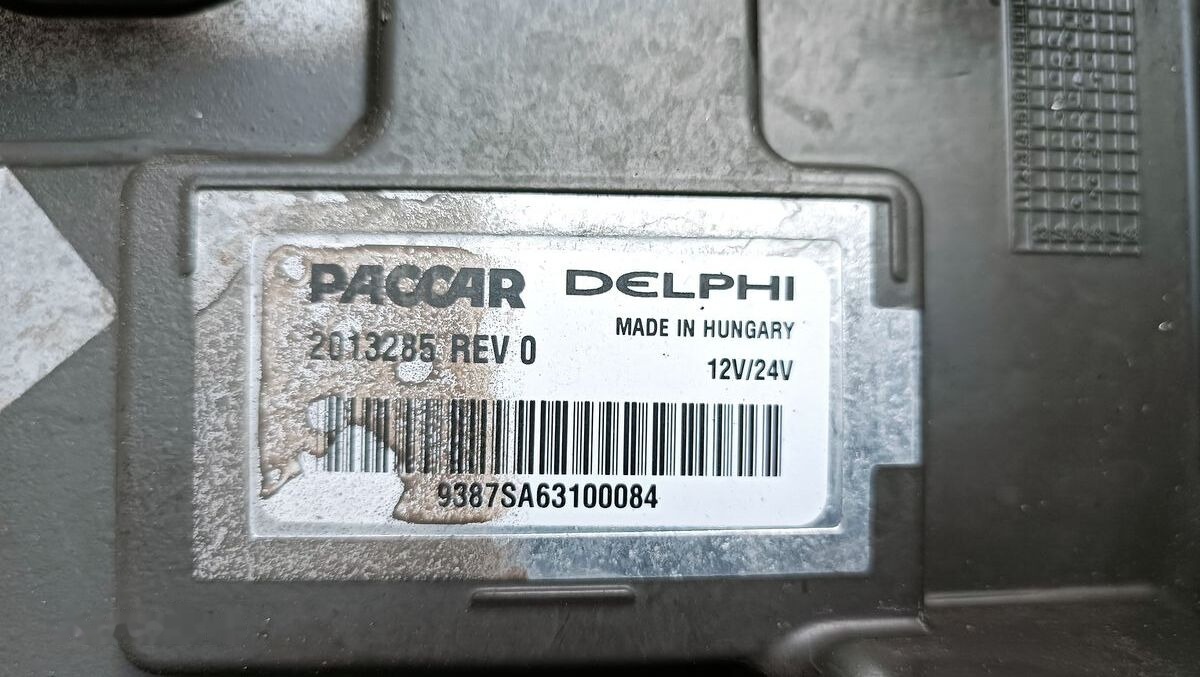 PACCAR DELPHI
MADE IN HUNGARY
2013285 REV 0
12V/24V
9387SA63100084